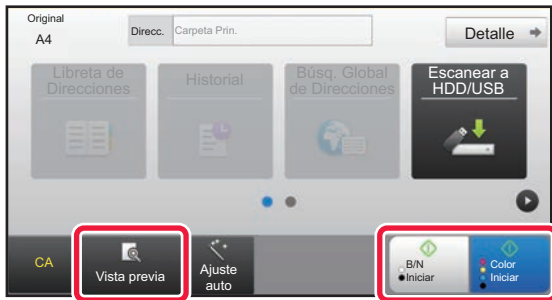 Original
A4
Direcc.
Carpeta Prin.
Detalle
Libreta de
Direcciones
Historial
Búsq. Global
de Direcciones
Escanear a
HDD/USB
CA
Vista previa
Ajuste
auto
B/N
Iniciar
Color
Iniciar